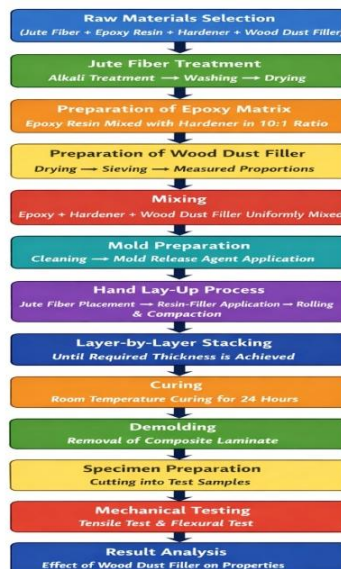 Raw Materials Selection
(Jute Fiber + Epoxy Resin + Hardener + Wood Dust Filler)
Jute Fiber Treatment
Alkali Treatment → Washing → Drying
Preparation of Epoxy Matrix
Epoxy Resin Mixed with Hardener in 10:1 Ratio
Preparation of Wood Dust Filler
Drying → Sieving → Measured Proportions
Mixing
Epoxy + Hardener + Wood Dust Filler Uniformly Mixed
Mold Preparation
Cleaning → Mold Release Agent Application
Hand Lay-Up Process
Jute Fiber Placement → Resin-Filler Application → Rolling
& Compaction
Layer-by-Layer Stacking
Until Required Thickness is Achieved
Curing
Room Temperature Curing for 24 Hours
Demolding
Removal of Composite Laminate
Specimen Preparation
Cutting into Test Samples
Mechanical Testing
Tensile Test & Flexural Test
Result Analysis
Effect of Wood Dust Filler on Properties